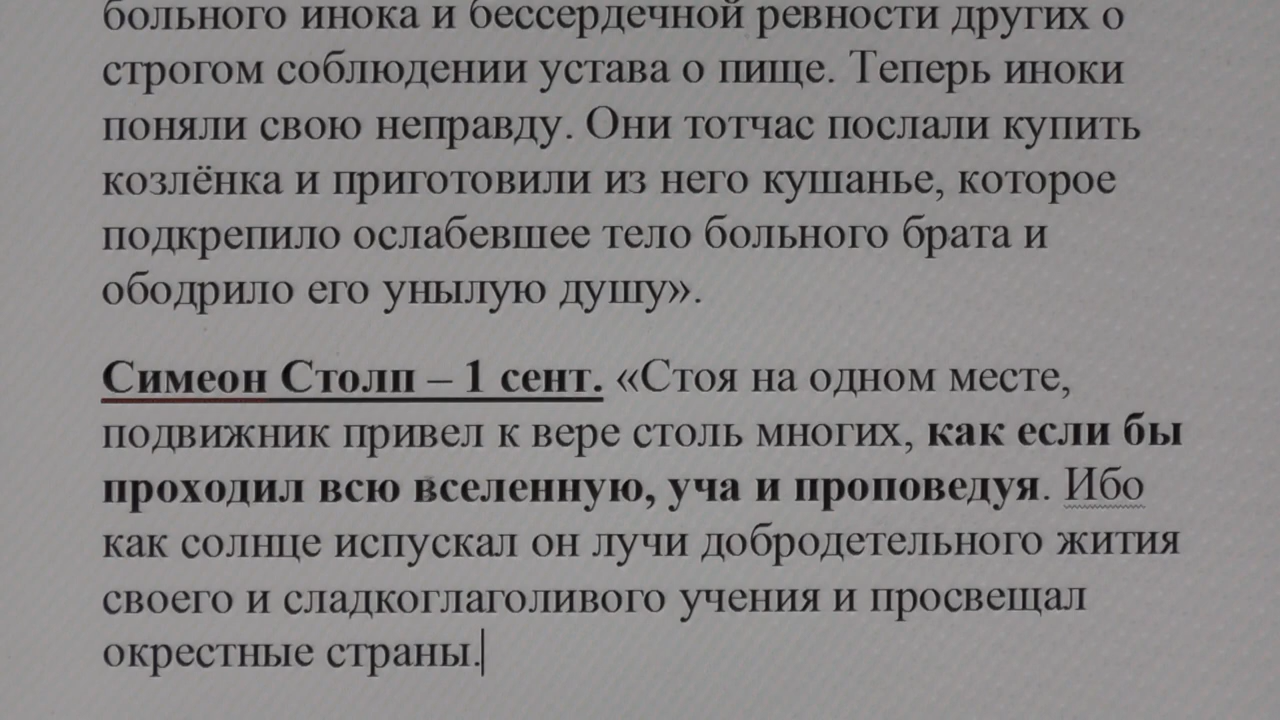 больного инока и бессердечной ревности других о
строгом соблюдении устава о пище. Теперь иноки
поняли свою неправду. Они тотчас послали купить
козлёнка и приготовили из него кушанье, которое
подкрепило ослабевшее тело больного брата и
ободрило его унылую душу».
Симеон Столп – 1 сент. «Стоя на одном месте,
подвижник привел к вере столь многих, как если бы
проходил всю вселенную, уча и проповедуя. Ибо
как солнце испускал он лучи добродетельного жития
своего и сладкоглаголивого учения и просвещал
окрестные страны.